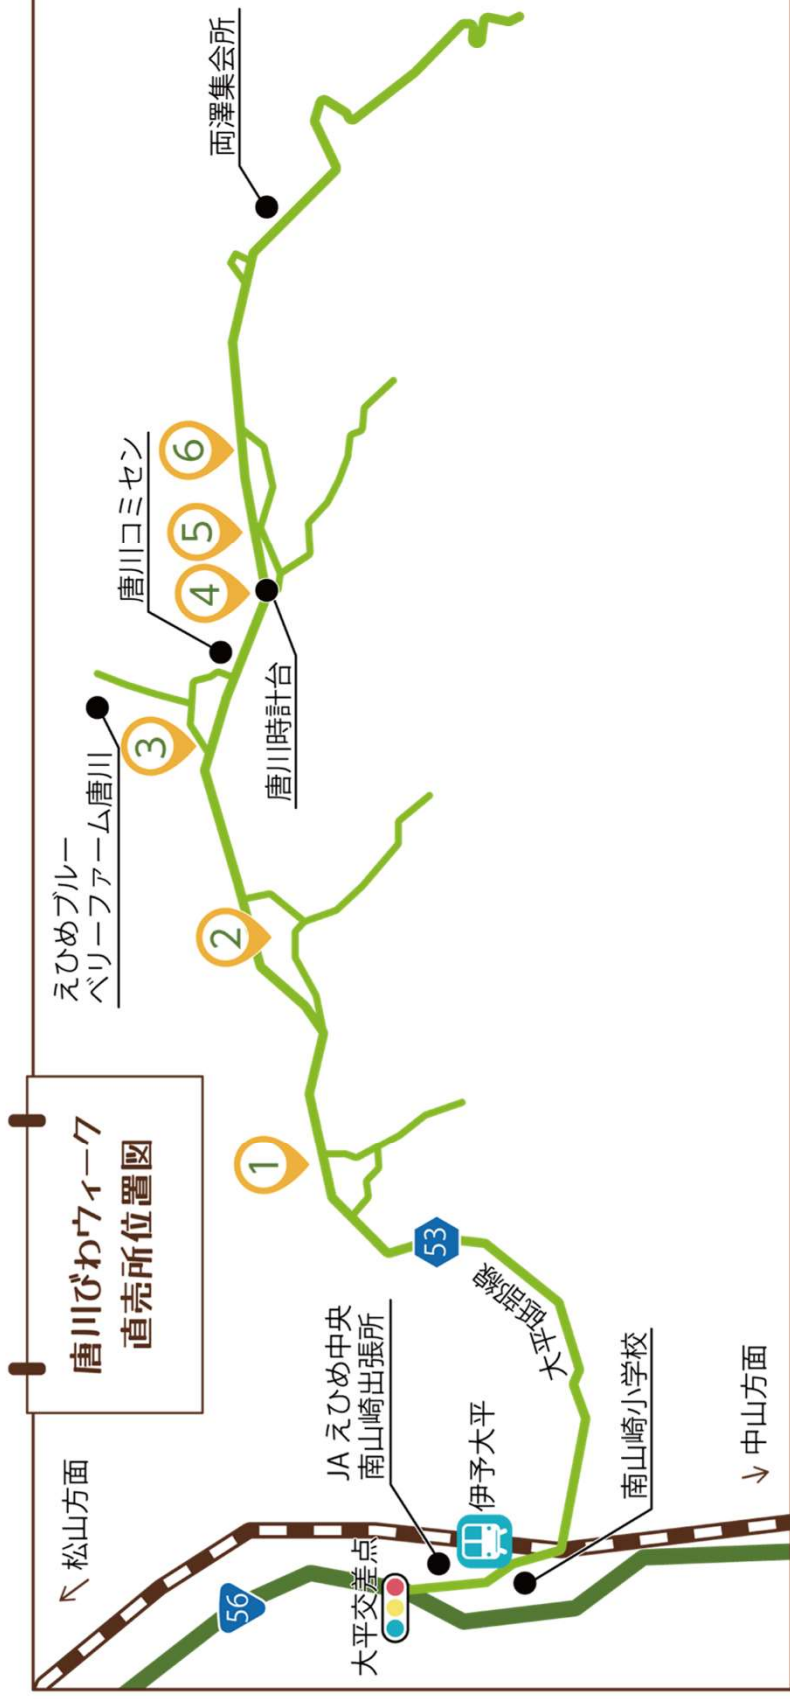 唐川びわウィーク
直売所位置図
松山方面
56
大平交差点
JA えひめ中央
南山崎出張所
伊予大平
南山崎小学校
中山方面
大平砥部線
53
1
2
えひめブルー
ベリーファーム唐川
3
唐川コミセン
唐川時計台
4
5
6
両澤集会所